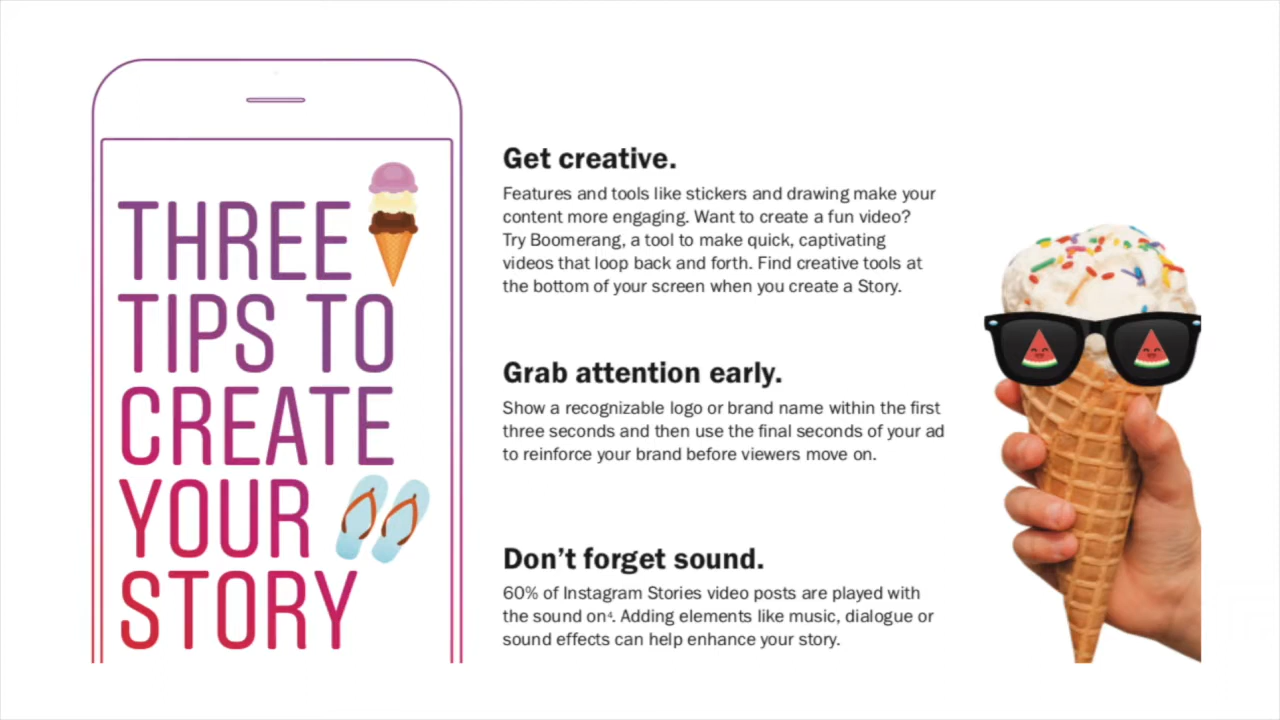 THREE
TIPS TO
CREATE
YOUR
STORY
Get creative.
Features and tools like stickers and drawing make your
content more engaging. Want to create a fun video?
Try Boomerang, a tool to make quick, captivating
videos that loop back and forth. Find creative tools at
the bottom of your screen when you create a Story.
Grab attention early.
Show a recognizable logo or brand name within the first
three seconds and then use the final seconds of your ad
to reinforce your brand before viewers move on.
Don’t forget sound.
60% of Instagram Stories video posts are played with
the sound on⁴. Adding elements like music, dialogue or
sound effects can help enhance your story.